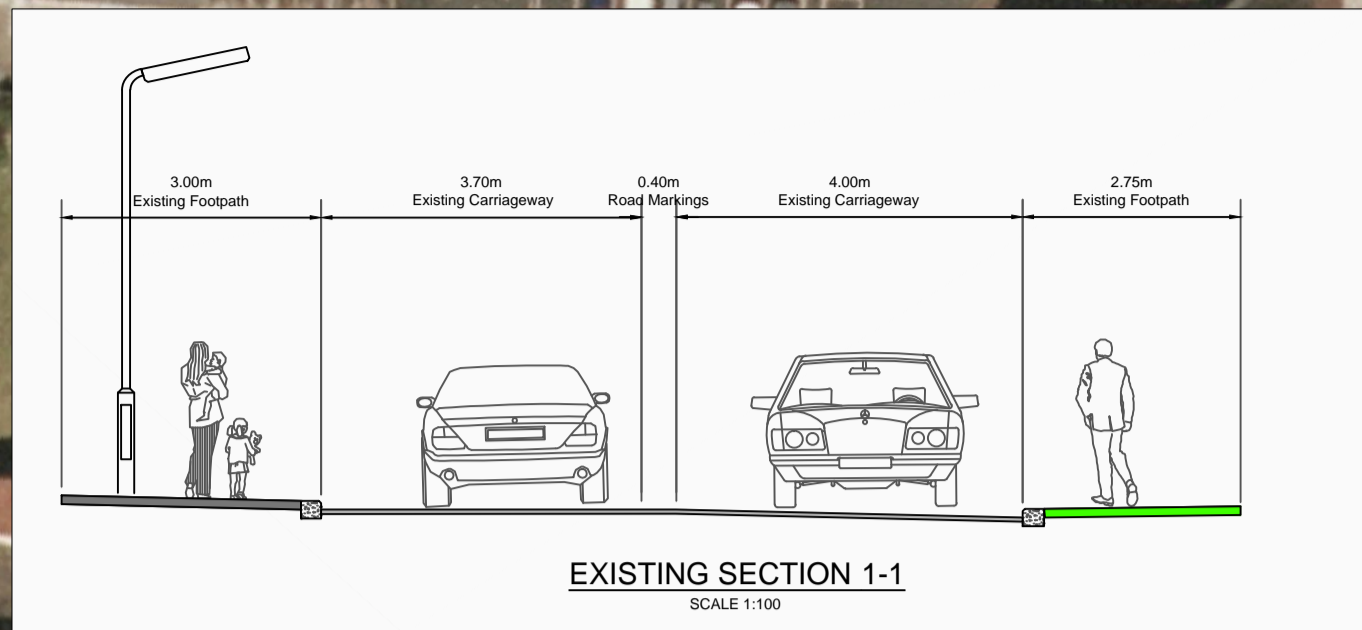 3.00m
Existing Footpath
3.70m
Existing Carriageway
0.40m
Road Markings
4.00m
Existing Carriageway
2.75m
Existing Footpath
EXISTING SECTION 1-1
SCALE 1:100